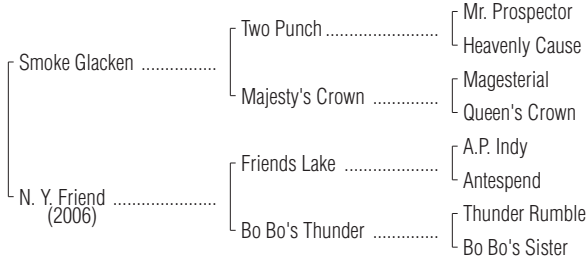 Mr. Prospector
Two Punch ..........................
Heavenly Cause
Smoke Glacken ................
Magesterial
Majesty's Crown ...............
Queen's Crown
A.P. Indy
Friends Lake ......................
Antespend
N. Y. Friend ......................
(2006)
Thunder Rumble
Bo Bo's Thunder ...............
Bo Bo's Sister